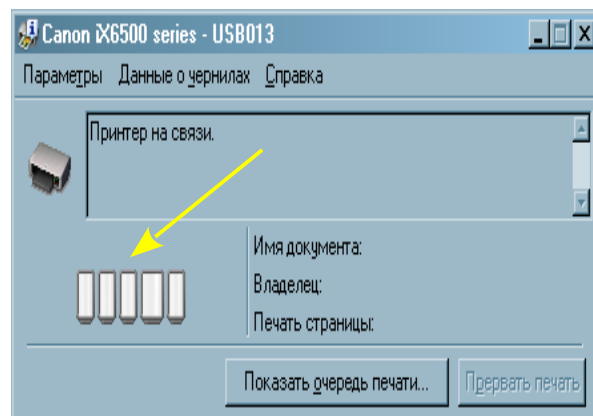 Canon iX6500 series - USB013
Параметры Данные о чернилах Справка
Принтер на связи.
Имя документа:
Владелец:
Печать страницы:
Показать очередь печати... Прервать печать